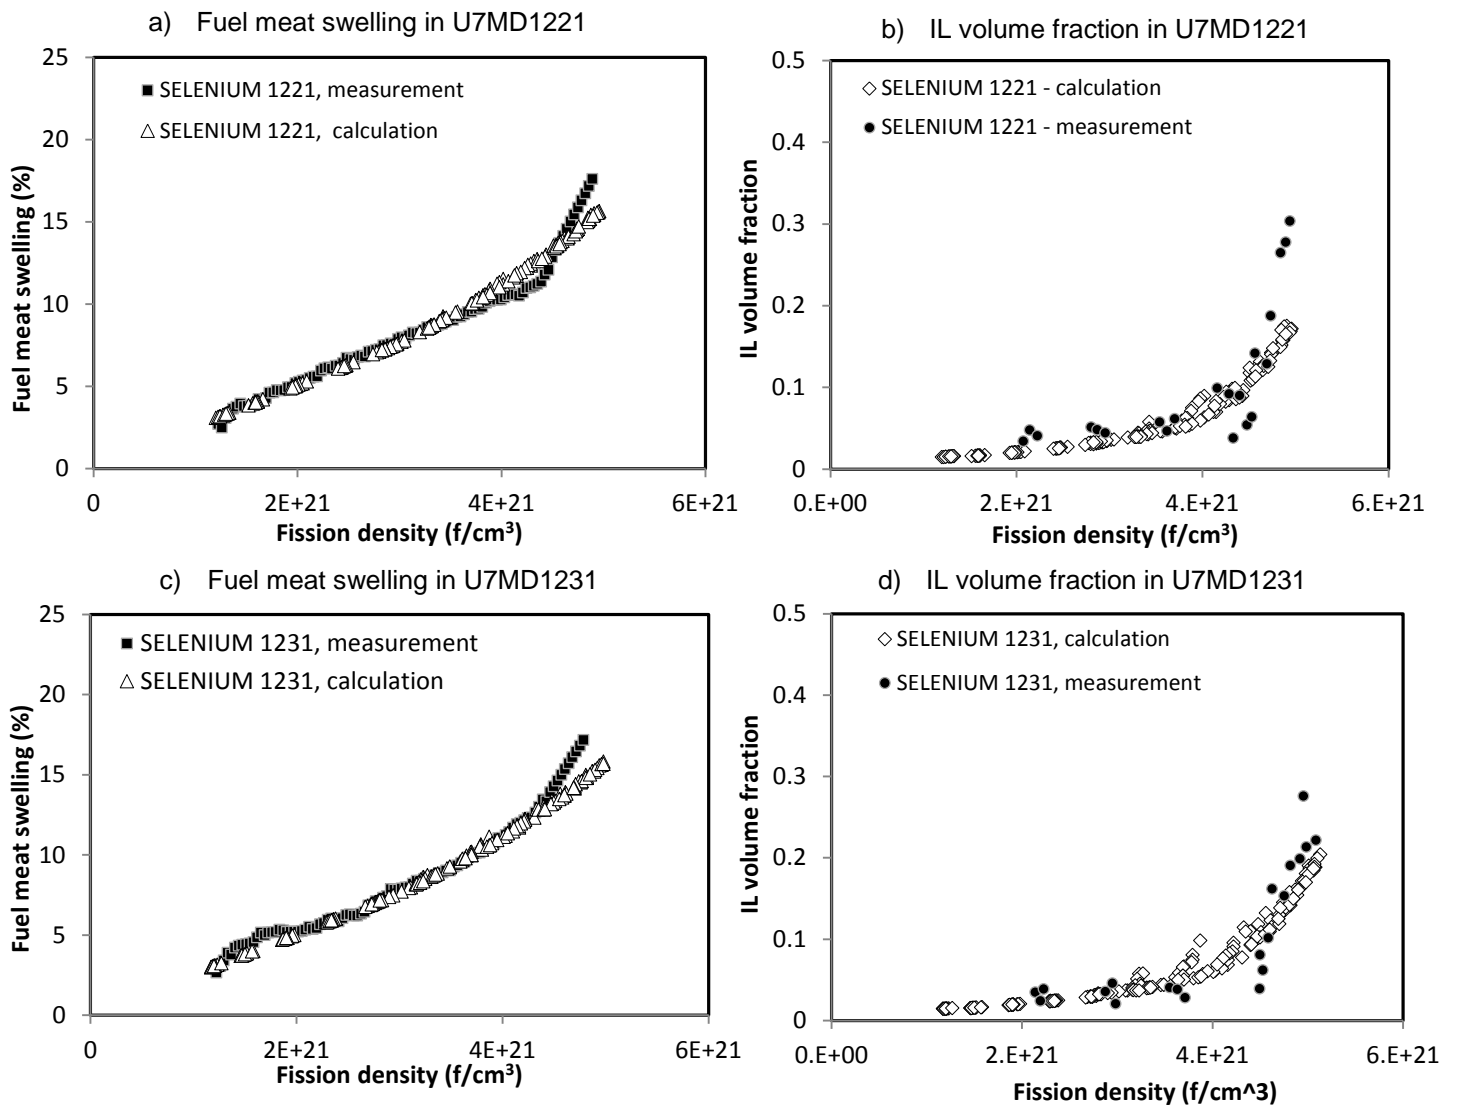 a) Fuel meat swelling in U7MD1221
25
20
15
10
5
0
Fuel meat swelling (%)
SELENIUM 1221, measurement
SELENIUM 1221, calculation
0 2E+21 4E+21 6E+21
Fission density (f/cm³)
b) IL volume fraction in U7MD1221
0.5
0.4
0.3
0.2
0.1
0
IL volume fraction
SELENIUM 1221 - calculation
SELENIUM 1221 - measurement
0.E+00 2.E+21 4.E+21 6.E+21
Fission density (f/cm³)
c) Fuel meat swelling in U7MD1231
25
20
15
10
5
0
Fuel meat swelling (%)
SELENIUM 1231, measurement
SELENIUM 1231, calculation
0 2E+21 4E+21 6E+21
Fission density (f/cm³)
d) IL volume fraction in U7MD1231
0.5
0.4
0.3
0.2
0.1
0
IL volume fraction
SELENIUM 1231, calculation
SELENIUM 1231, measurement
0.E+00 2.E+21 4.E+21 6.E+21
Fission density (f/cm^3)